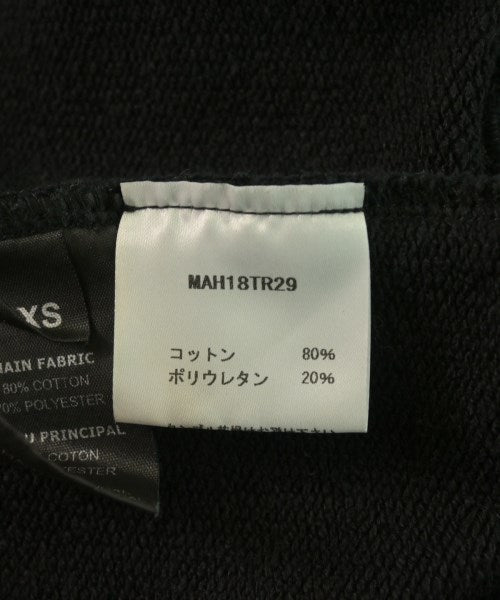 MAH18TR29
コットン 80%
ポリウレタン 20%
XS
MAIN FABRIC
80% COTTON
20% POLYESTER
PRINCIPAL
COTON